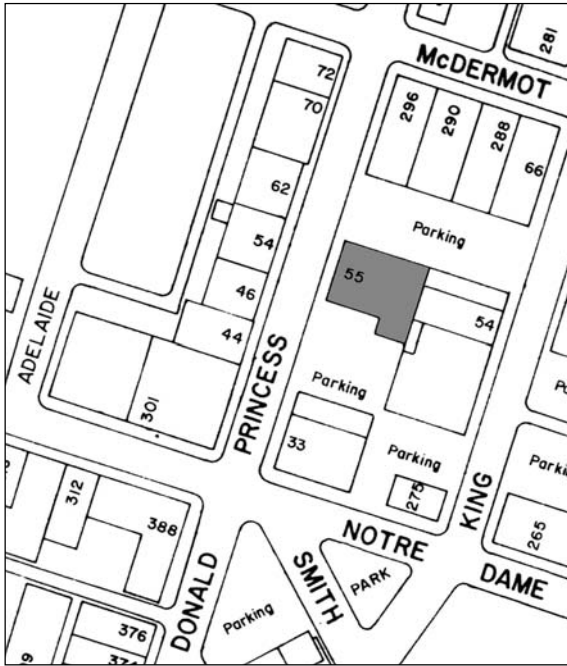 281
McDERMOT
72
70
296
290
288
66
62
Parking
54
55
46
54
44
ADELAIDE
PRINCESS
Parking
301
33
Parking
275
KING
Parking
265
312
388
NOTRE
DAME
DONALD
SMITH
PARK
Parking
376